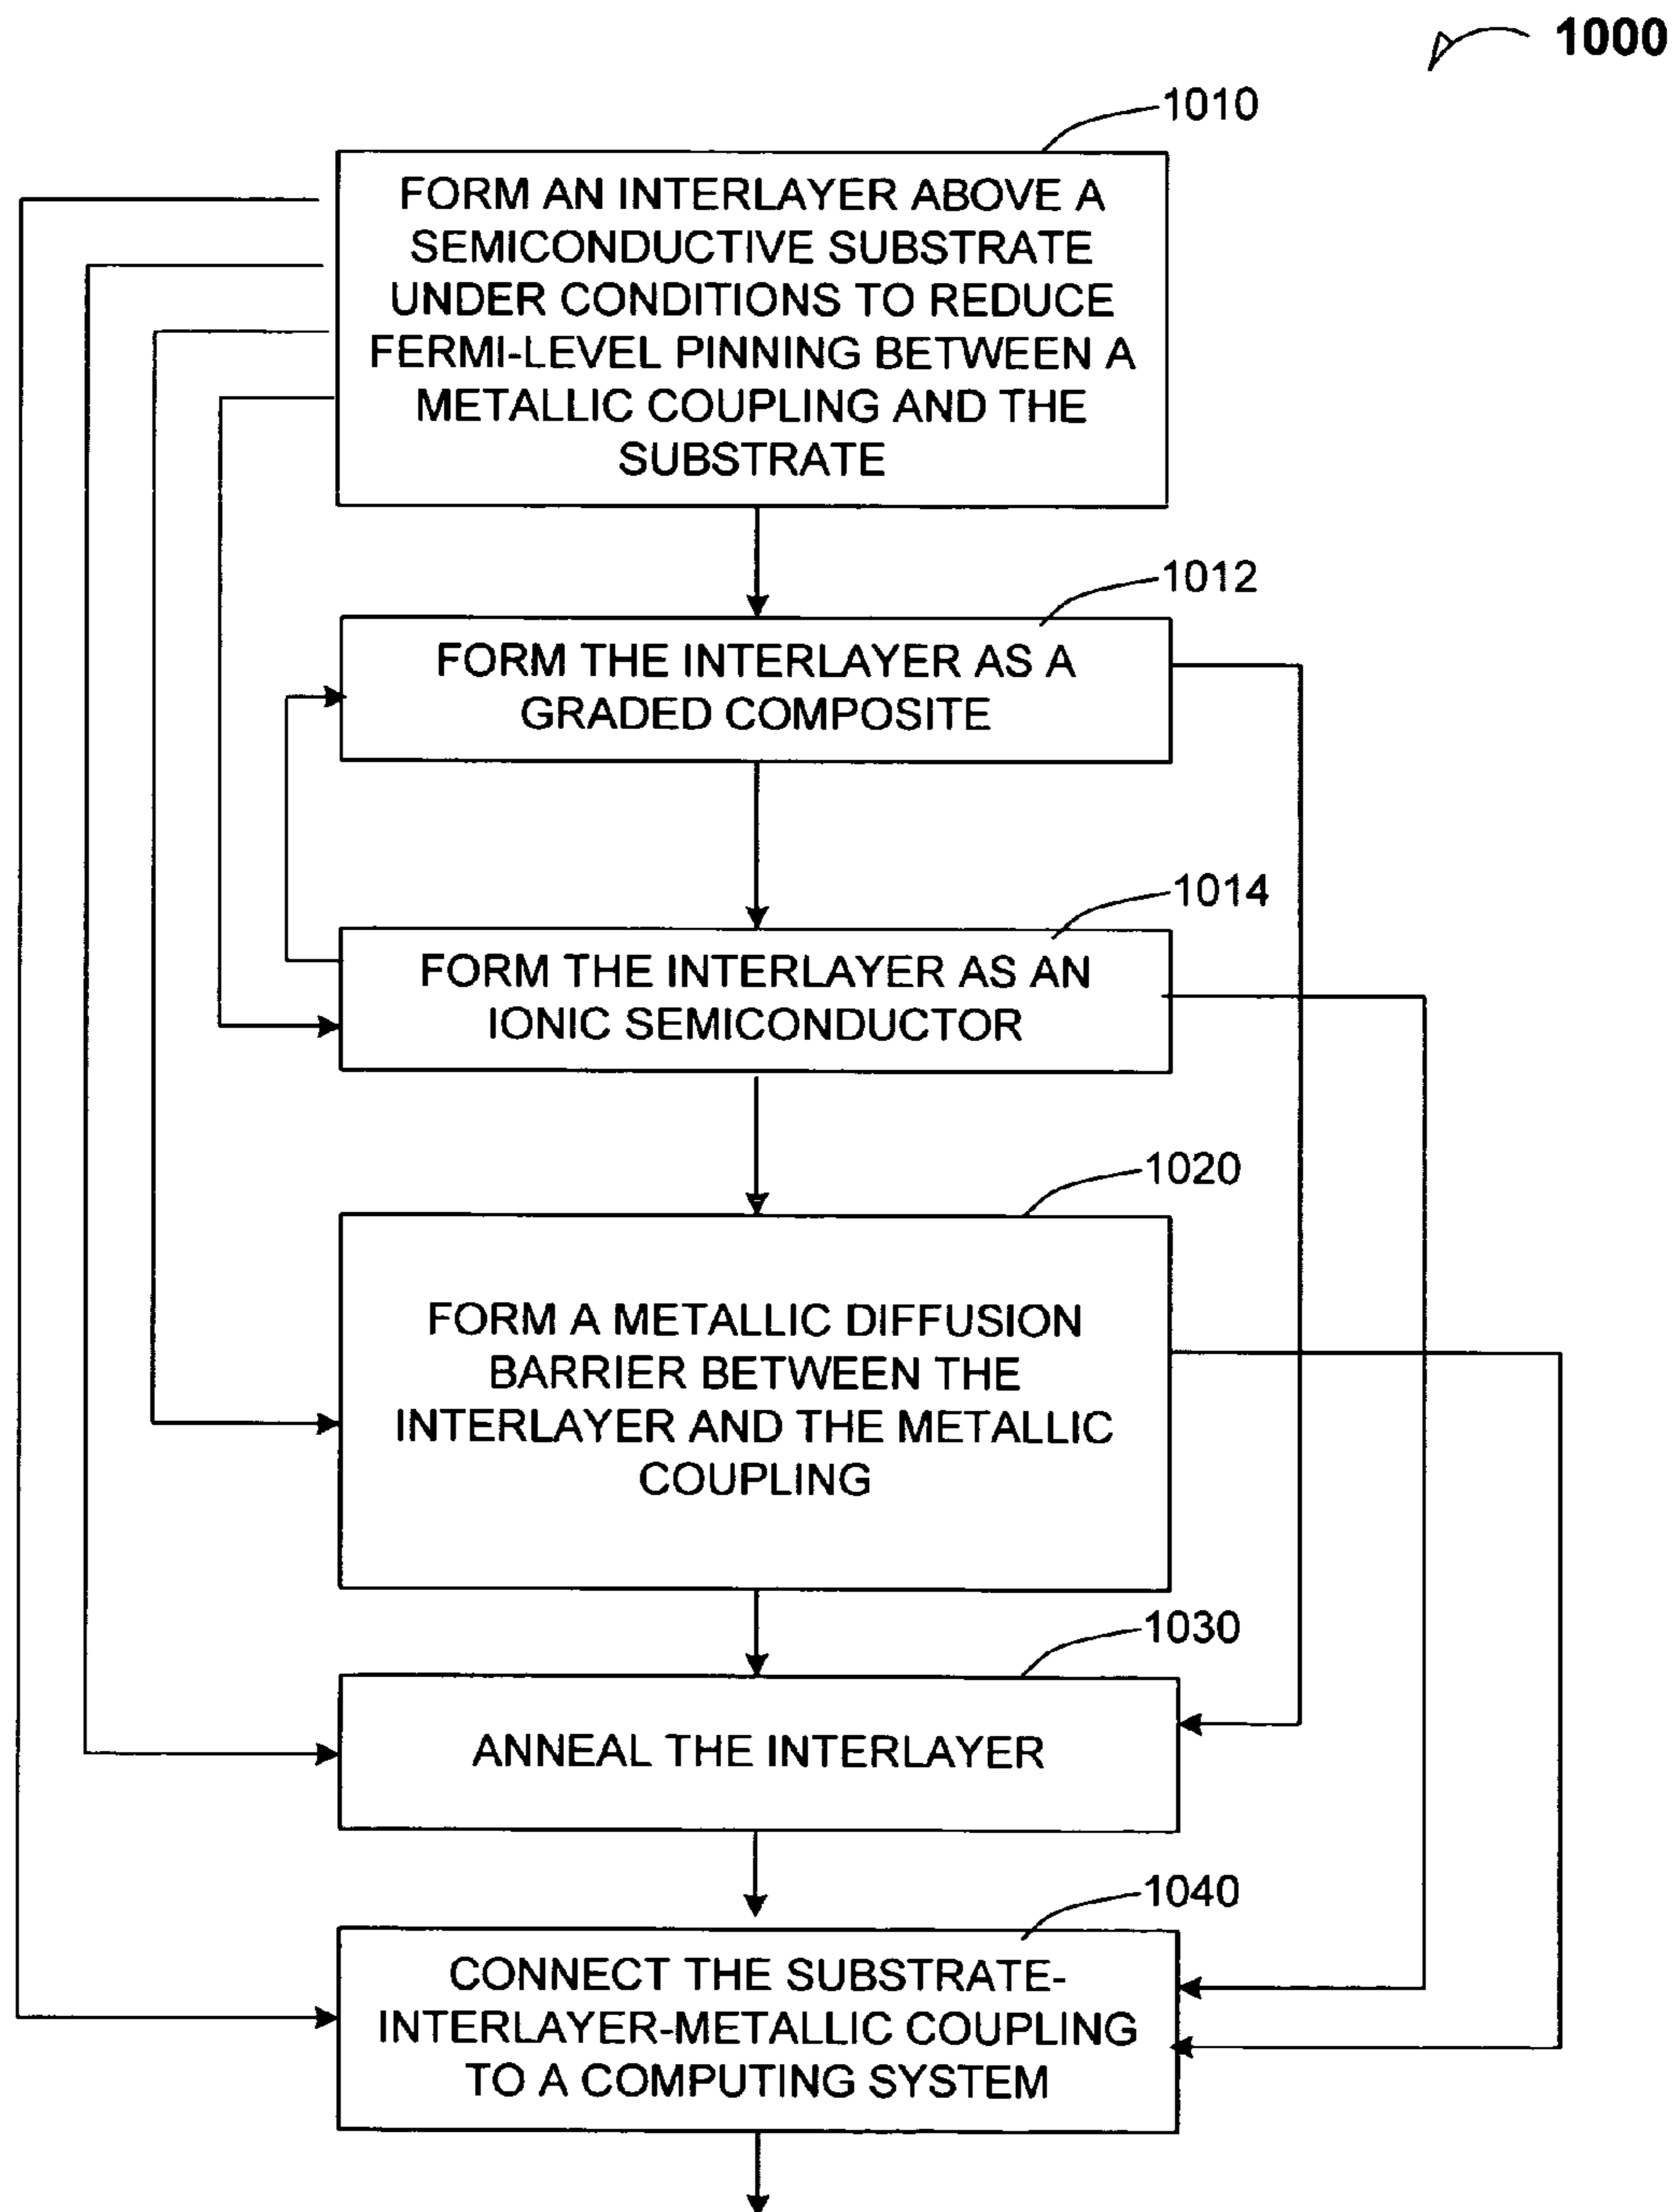 1000
1010
FORM AN INTERLAYER ABOVE A
SEMICONDUCTIVE SUBSTRATE
UNDER CONDITIONS TO REDUCE
FERMI-LEVEL PINNING BETWEEN A
METALLIC COUPLING AND THE
SUBSTRATE
1012
FORM THE INTERLAYER AS A
GRADED COMPOSITE
1014
FORM THE INTERLAYER AS AN
IONIC SEMICONDUCTOR
1020
FORM A METALLIC DIFFUSION
BARRIER BETWEEN THE
INTERLAYER AND THE METALLIC
COUPLING
1030
ANNEAL THE INTERLAYER
1040
CONNECT THE SUBSTRATE-
INTERLAYER-METALLIC COUPLING
TO A COMPUTING SYSTEM